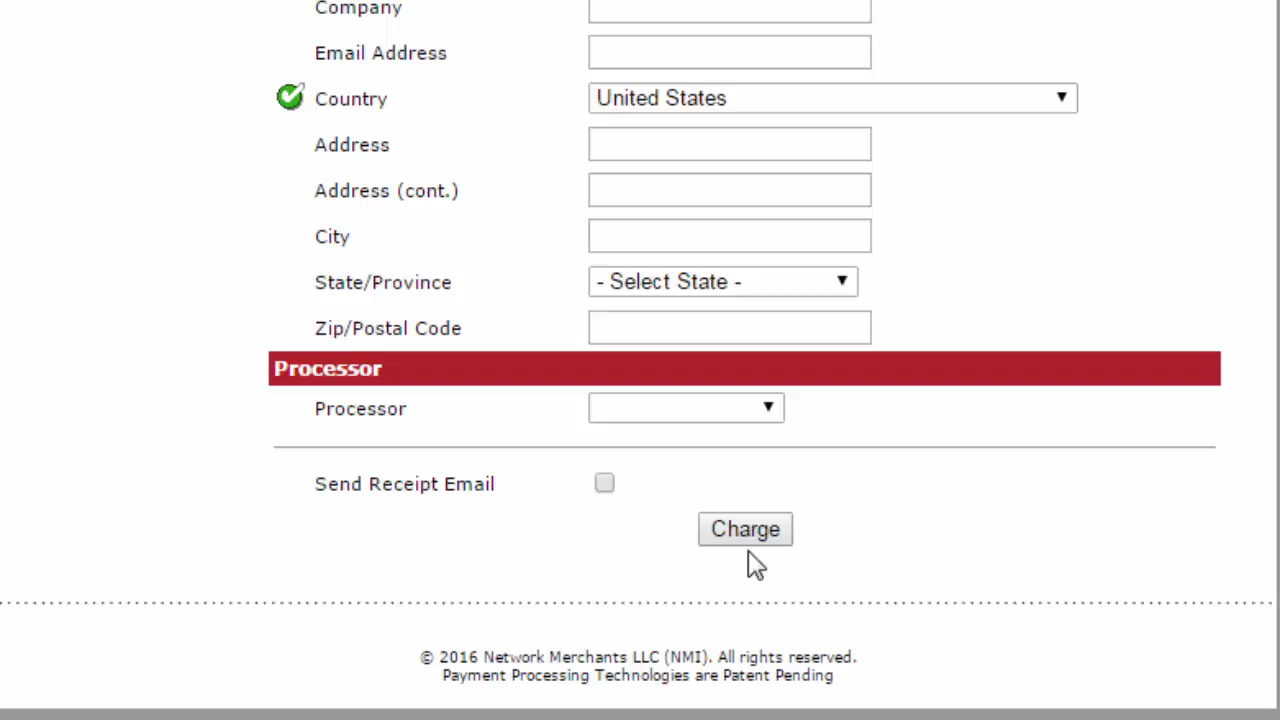 Company
Email Address
Country United States
Address
Address (cont.)
City
State/Province - Select State -
Zip/Postal Code
Processor
Processor
Send Receipt Email
Charge
© 2016 Network Merchants LLC (NMI). All rights reserved.
Payment Processing Technologies are Patent Pending